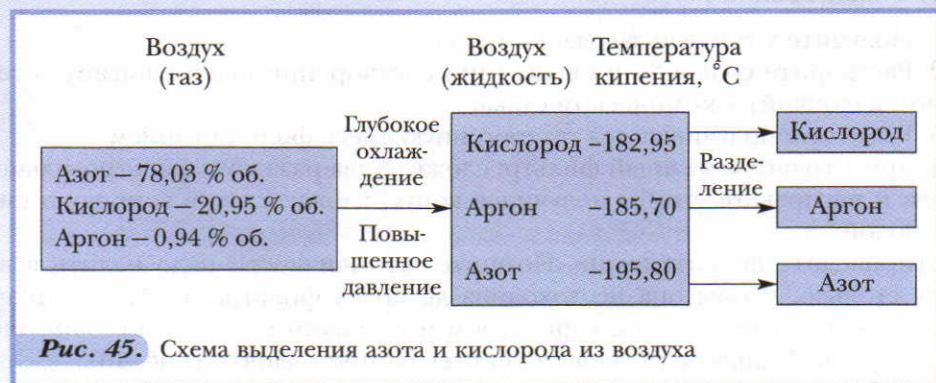 Воздух
(газ)
Азот – 78,03 % об.
Кислород – 20,95 % об.
Аргон – 0,94 % об.
Глубокое
охлаж-
дение
Повы-
шенное
давление
Воздух
(жидкость)
Температура
кипения, °C
Кислород –182,95
Аргон –185,70
Азот –195,80
Разде-
ление
Кислород
Аргон
Азот
Рис. 45. Схема выделения азота и кислорода из воздуха